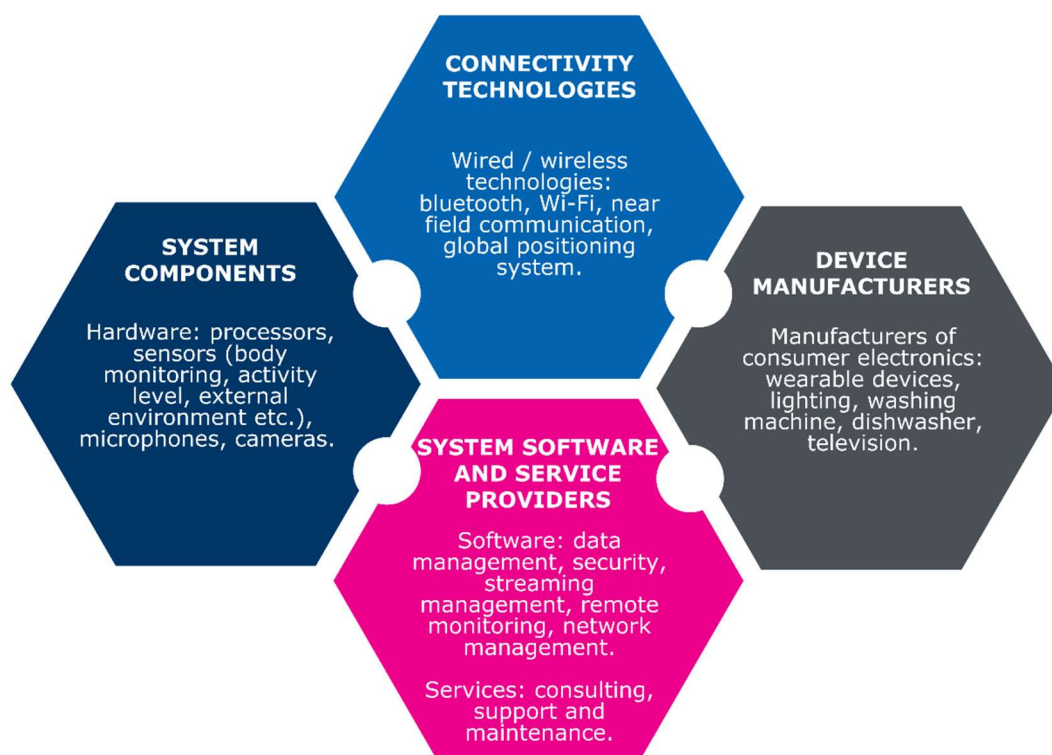 CONNECTIVITY
TECHNOLOGIES
Wired / wireless
technologies:
bluetooth, Wi-Fi, near
field communication,
global positioning
system.
SYSTEM
COMPONENTS
Hardware: processors,
sensors (body
monitoring, activity
level, external
environment etc.),
microphones, cameras.
DEVICE
MANUFACTURERS
Manufacturers of
consumer electronics:
wearable devices,
lighting, washing
machine, dishwasher,
television.
SYSTEM SOFTWARE
AND SERVICE
PROVIDERS
Software: data
management, security,
streaming
management, remote
monitoring, network
management.
Services: consulting,
support and
maintenance.